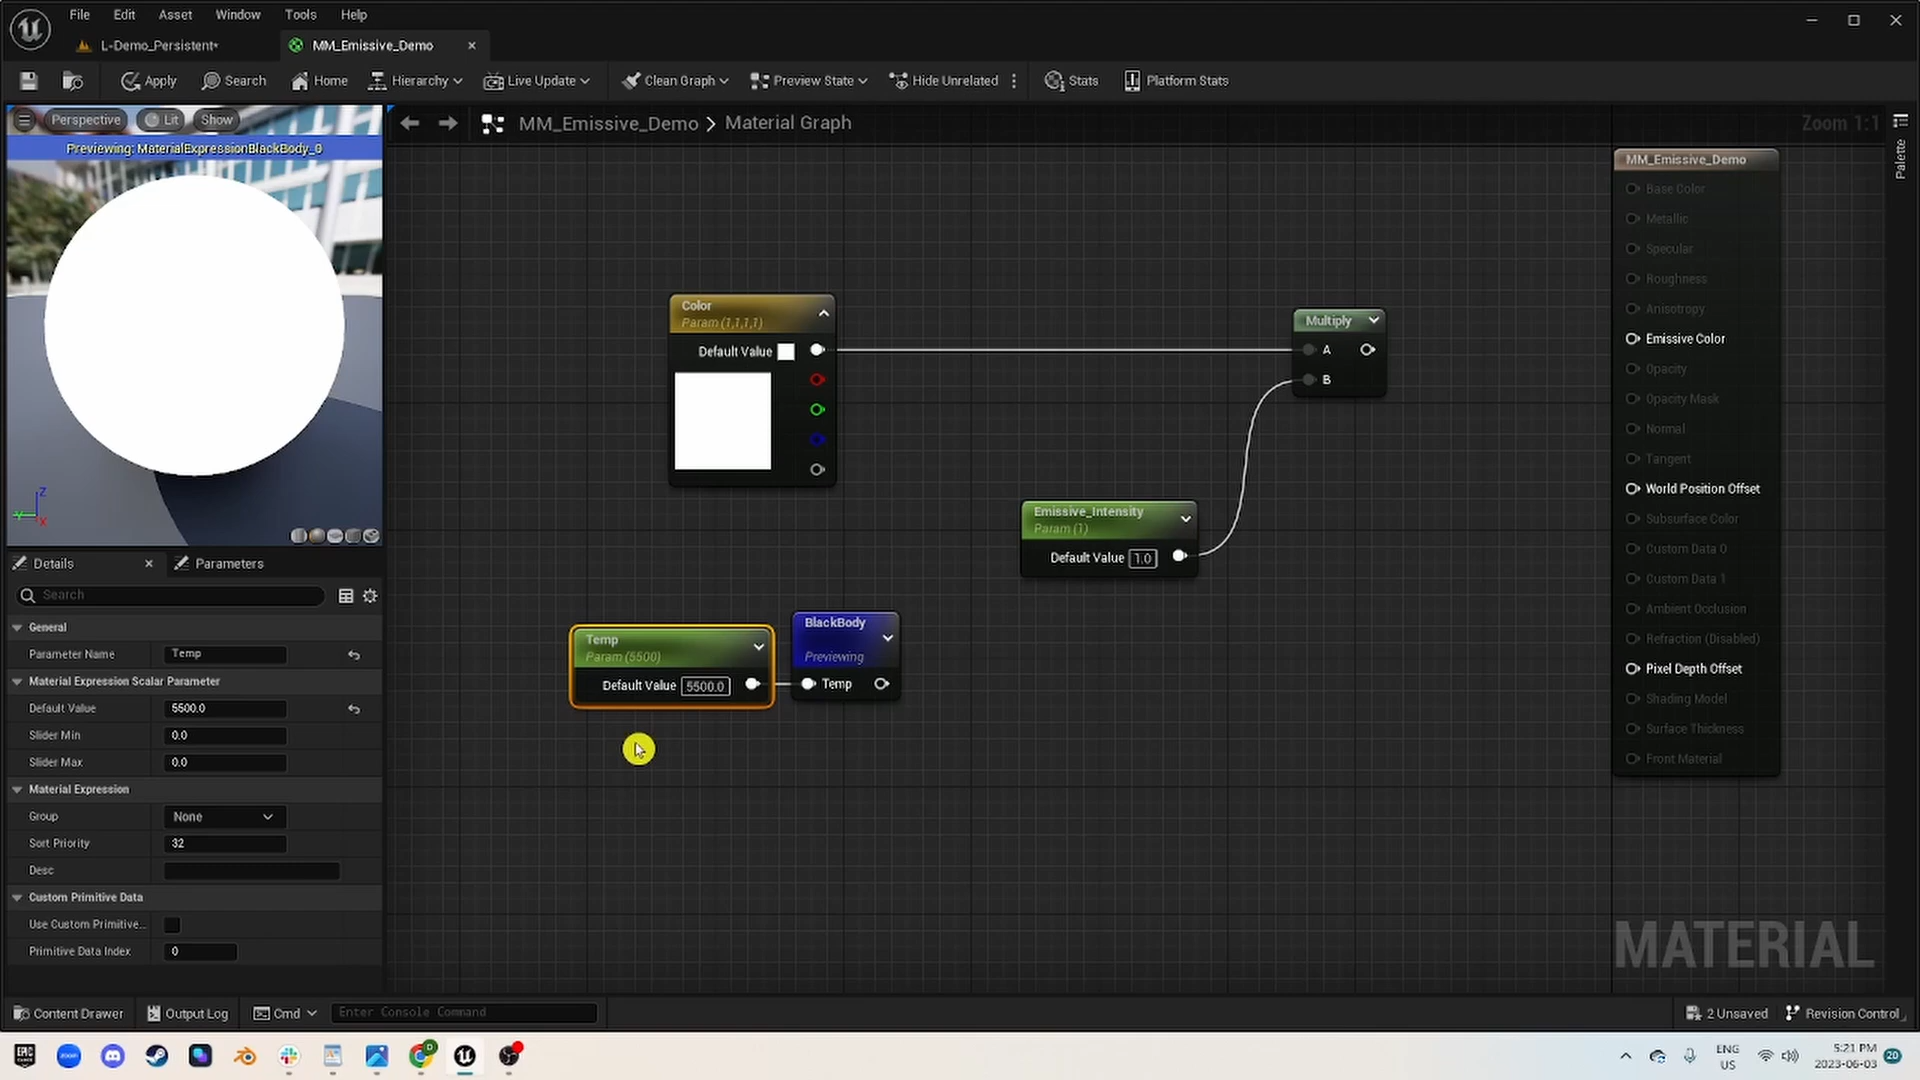 File Edit Asset Window Tools Help
L-Demo_Persistent*
MM_Emissive_Demo
Apply
Search
Home
Hierarchy
Live Update
Clean Graph
Preview State
Hide Unrelated
Stats
Platform Stats
Perspective
Lit
Show
MM_Emissive_Demo > Material Graph
Zoom 1:1
Palette
Previewing: MaterialExpressionBlackBody_0
Z
Y
X
MM_Emissive_Demo
Base Color
Metallic
Specular
Roughness
Anisotropy
Emissive Color
Opacity
Opacity Mask
Normal
Tangent
World Position Offset
Subsurface Color
Custom Data 0
Custom Data 1
Ambient Occlusion
Refraction (Disabled)
Pixel Depth Offset
Shading Model
Surface Thickness
Front Material
Color
Param (1,1,1,1)
Default Value
Multiply
A
B
Emissive_Intensity
Param (1)
Default Value 1.0
Temp
Param (5500)
Default Value 5500.0
BlackBody
Previewing
Temp
Details
Parameters
Search
General
Parameter Name Temp
Material Expression Scalar Parameter
Default Value 5500.0
Slider Min 0.0
Slider Max 0.0
Material Expression
Group None
Sort Priority 32
Desc
Custom Primitive Data
Use Custom Primitive...
Primitive Data Index 0
MATERIAL
Content Drawer
Output Log
Cmd
Enter Console Command
2 Unsaved
Revision Control
EPIC
GAMES
zoom
D
ENG
US
5:21 PM
2023-06-03
20